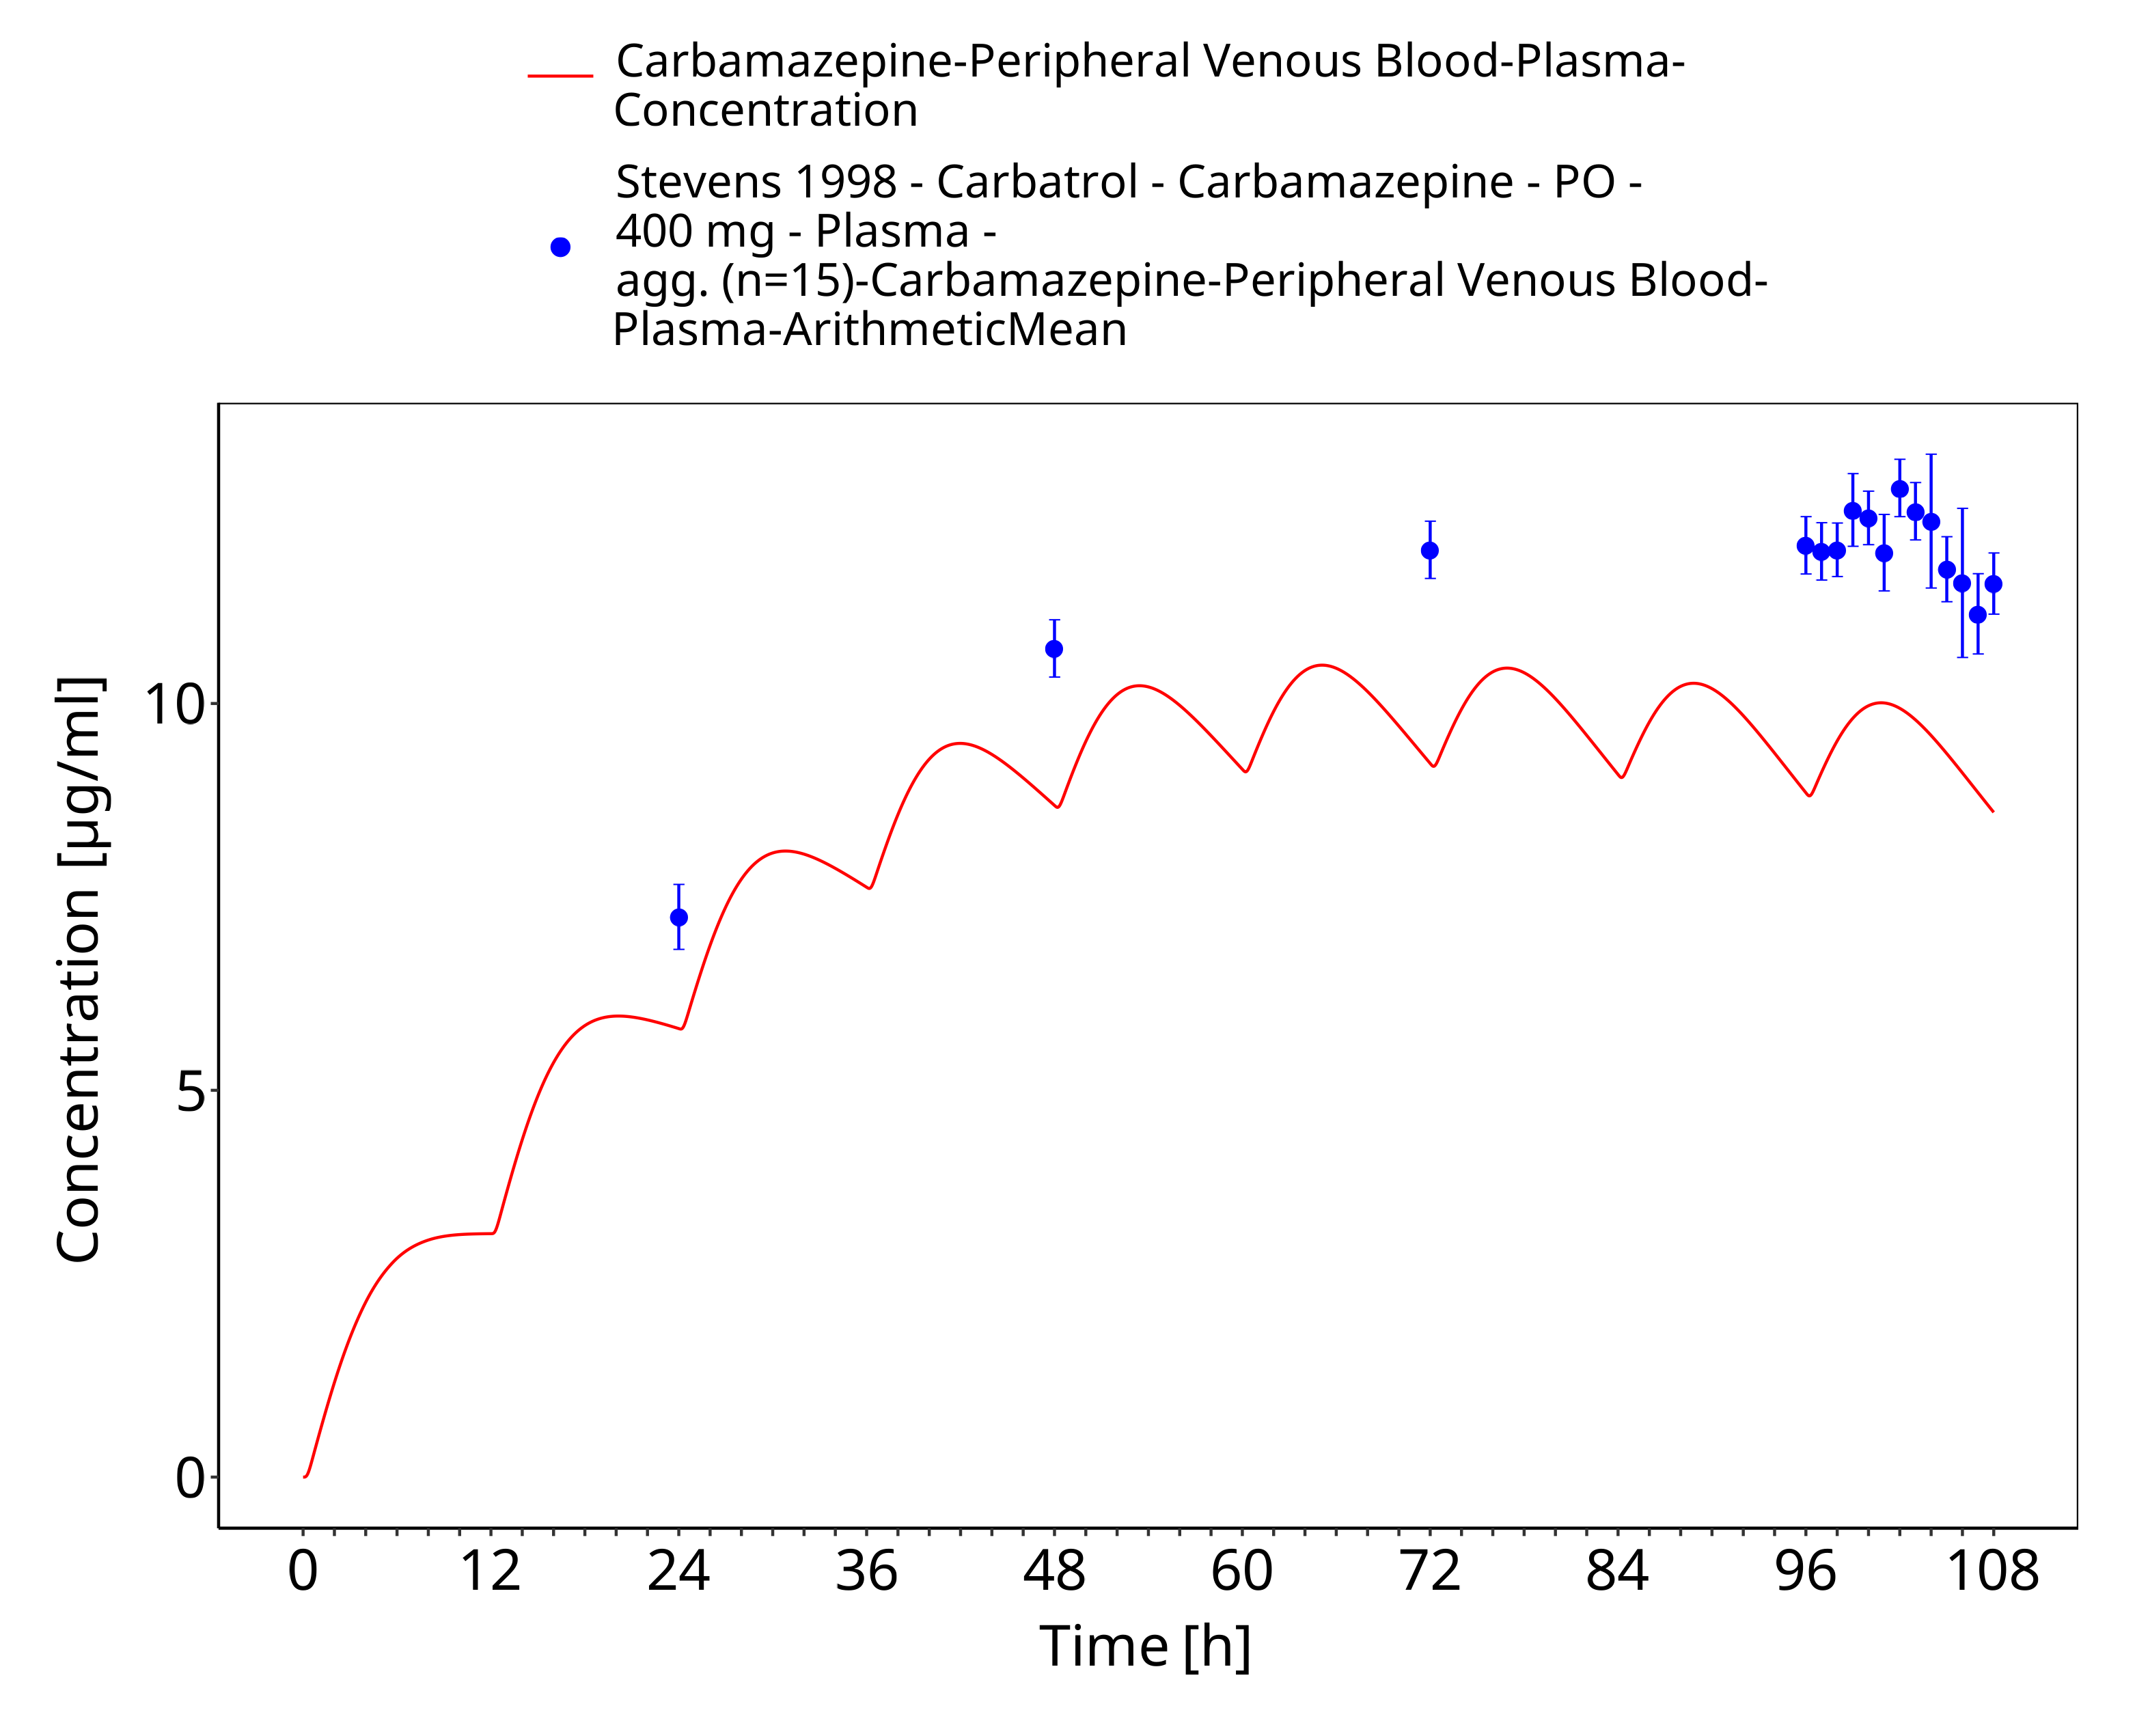 Carbamazepine-Peripheral Venous Blood-Plasma-
Concentration
Stevens 1998 - Carbatrol - Carbamazepine - PO -
400 mg - Plasma -
agg. (n=15)-Carbamazepine-Peripheral Venous Blood-
Plasma-ArithmeticMean
Concentration [µg/ml]
10
5
0
0 12 24 36 48 60 72 84 96 108
Time [h]